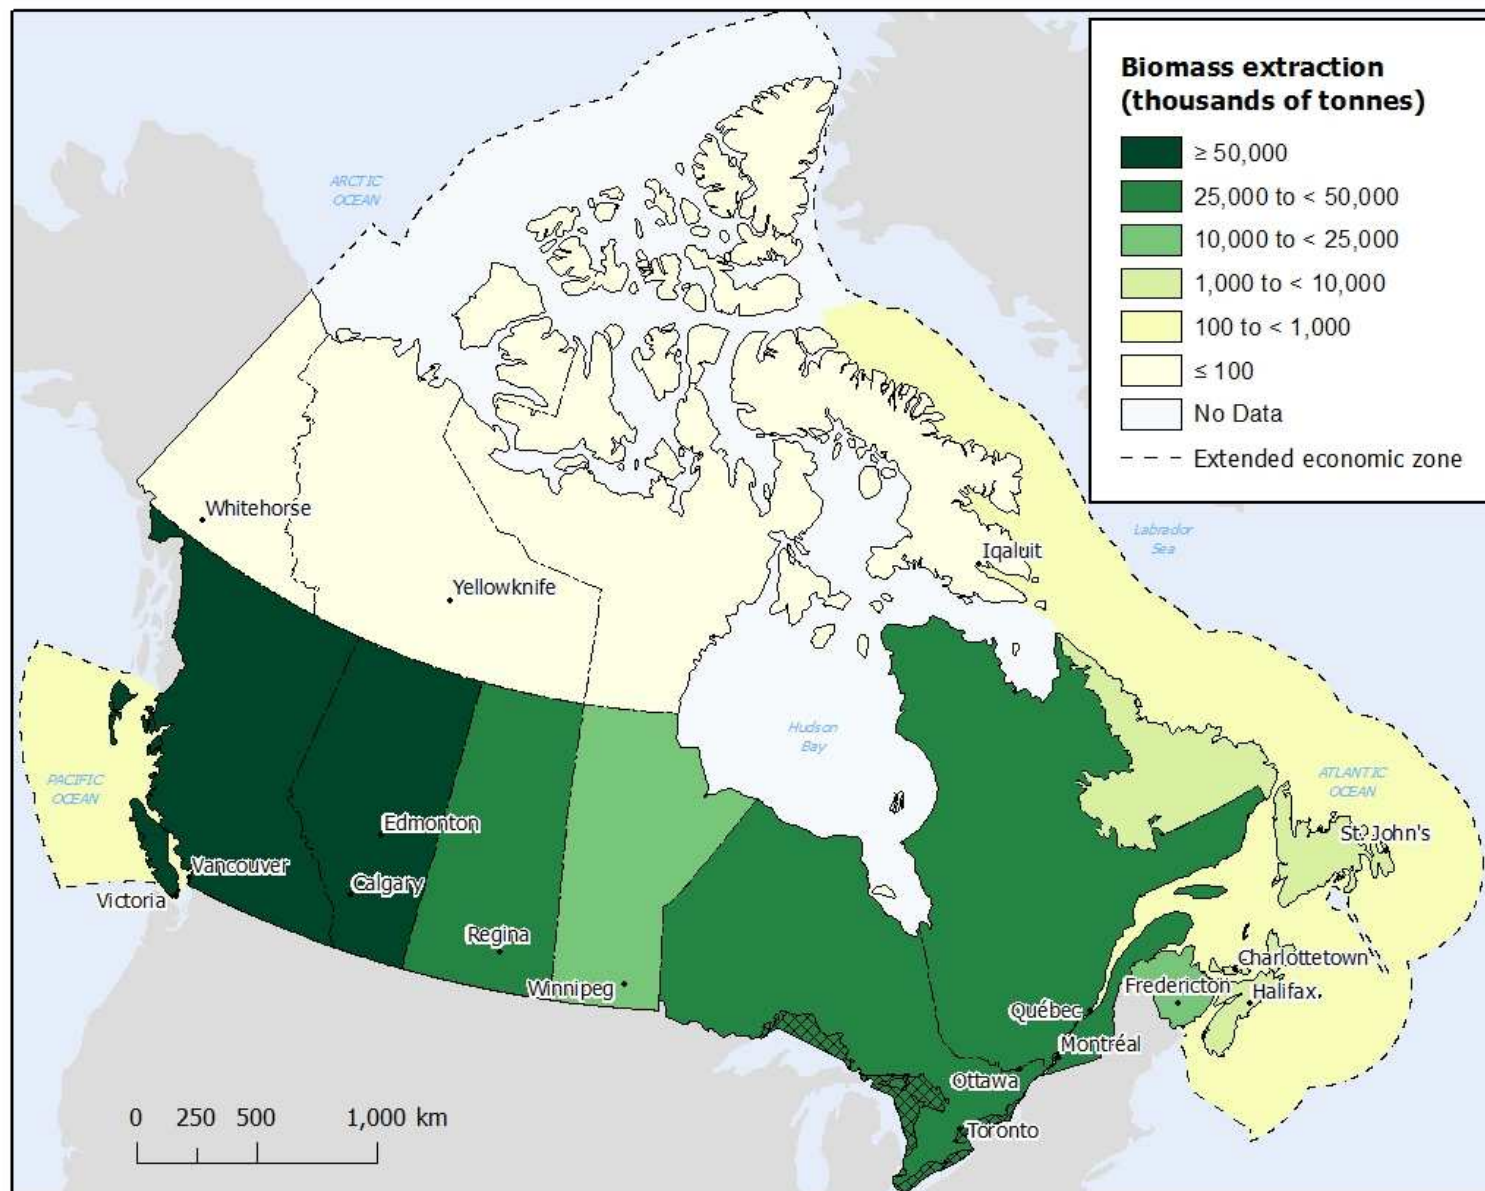 Biomass extraction
(thousands of tonnes)
≥ 50,000
25,000 to < 50,000
10,000 to < 25,000
1,000 to < 10,000
100 to < 1,000
≤ 100
No Data
Extended economic zone
ARCTIC
OCEAN
Whitehorse
Yellowknife
Iqaluit
Labrador
Sea
Hudson
Bay
PACIFIC
OCEAN
ATLANTIC
OCEAN
Edmonton
St. John's
Vancouver
Calgary
Victoria
Regina
Charlottetown
Winnipeg
Fredericton
Halifax
Québec
Montréal
Ottawa
Toronto
0 250 500 1,000 km